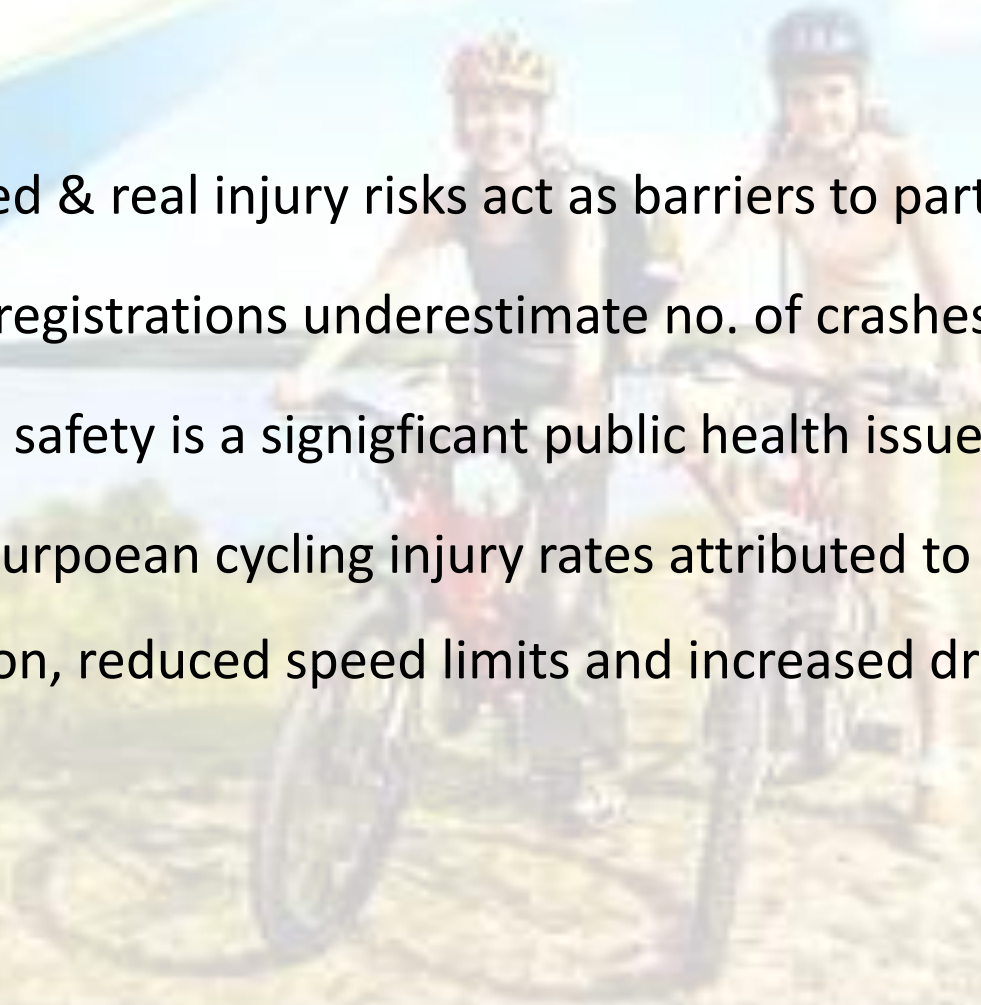 ed & real injury risks act as barriers to part
registrations underestimate no. of crashes
safety is a signigficant public health issue
urpoean cycling injury rates attributed to
on, reduced speed limits and increased dr